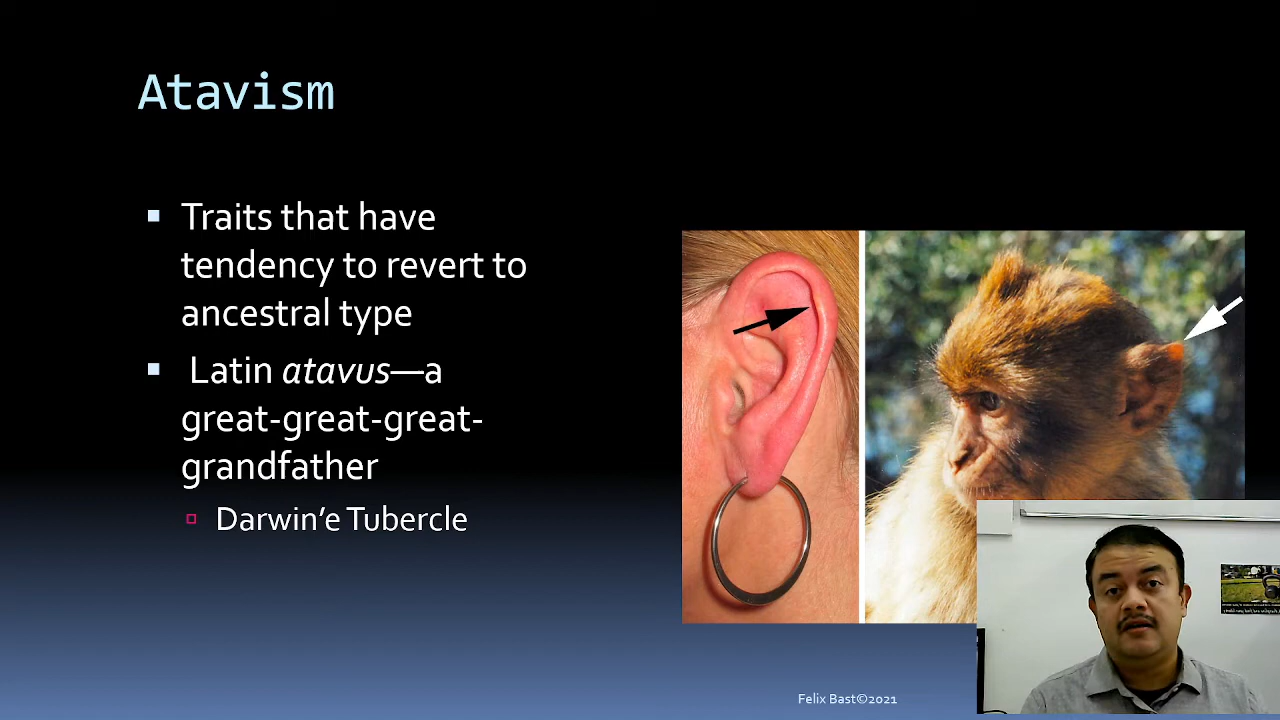 Atavism
▪ Traits that have
tendency to revert to
ancestral type
▪ Latin atavus—a
great-great-great-
grandfather
▫ Darwin’e Tubercle
Felix Bast©2021